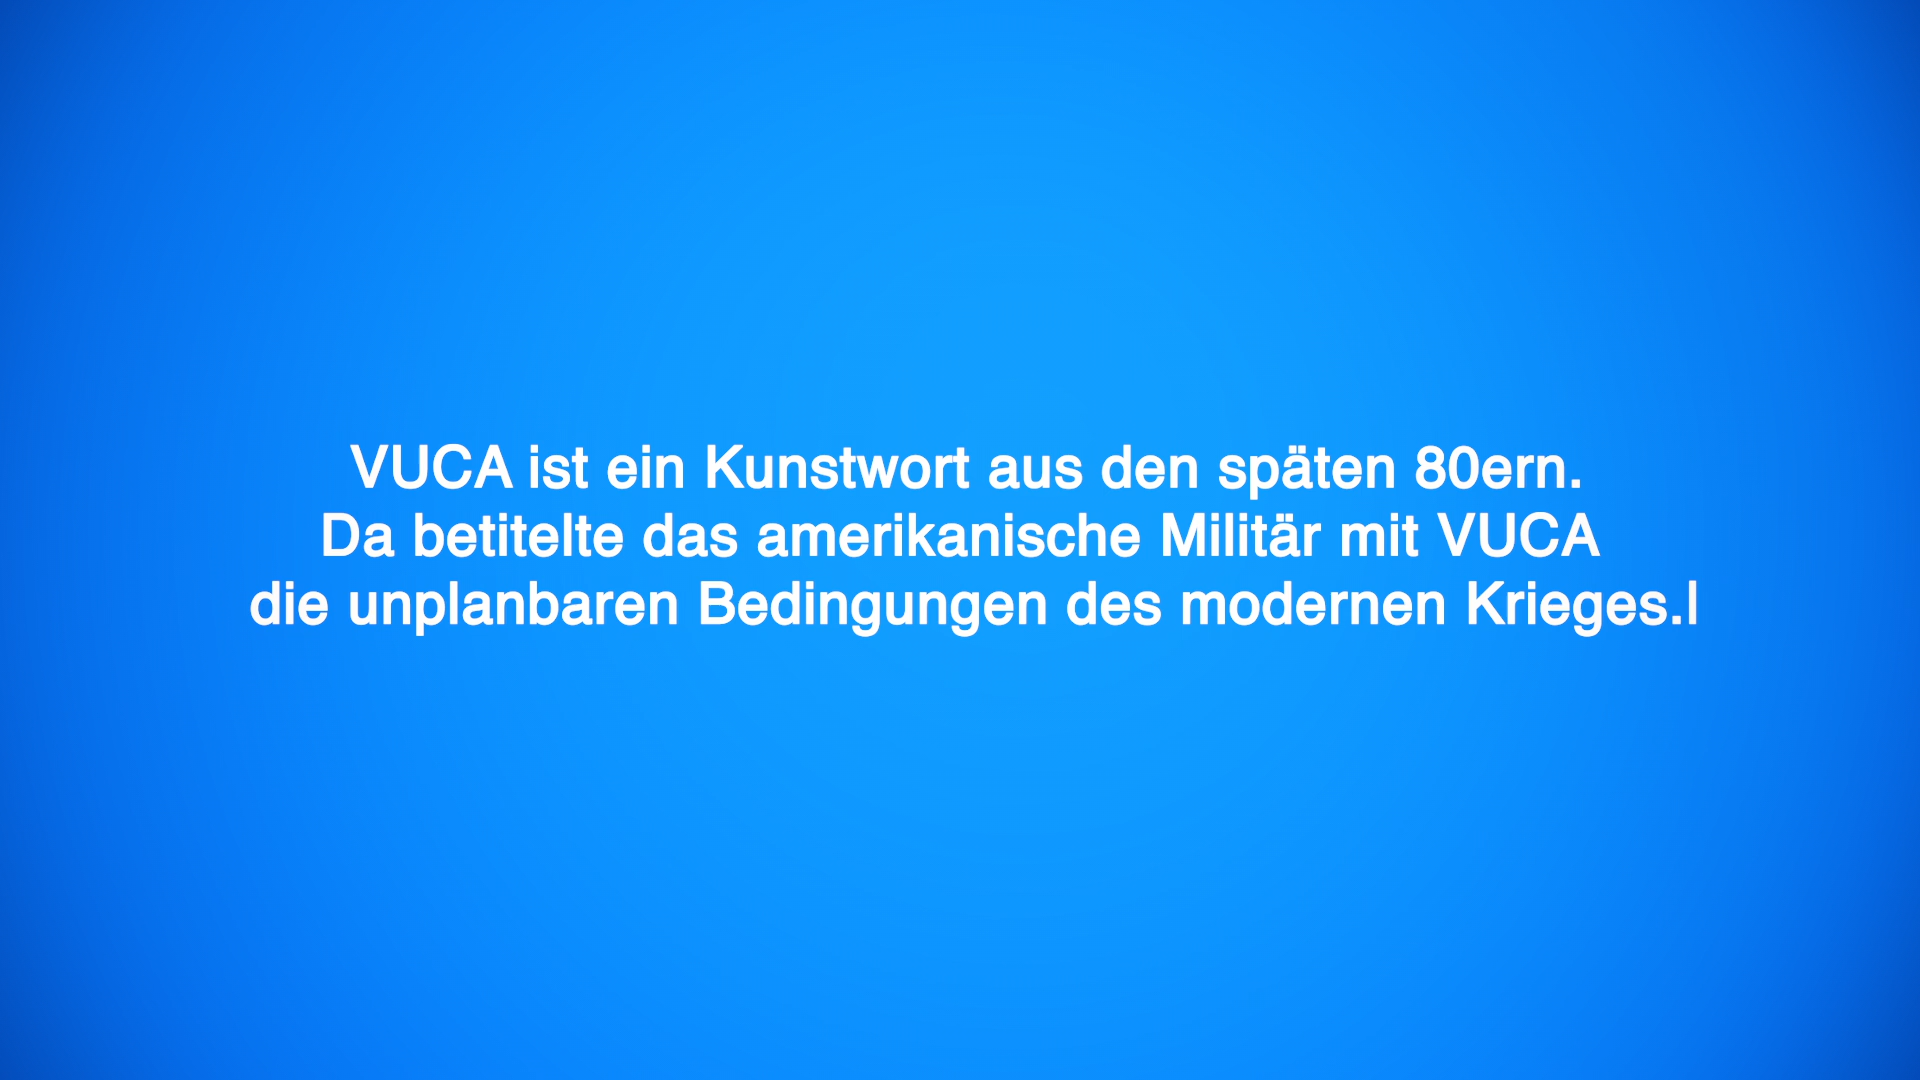 VUCA ist ein Kunstwort aus den späten 80ern.
Da betitelte das amerikanische Militär mit VUCA
die unplanbaren Bedingungen des modernen Krieges.|